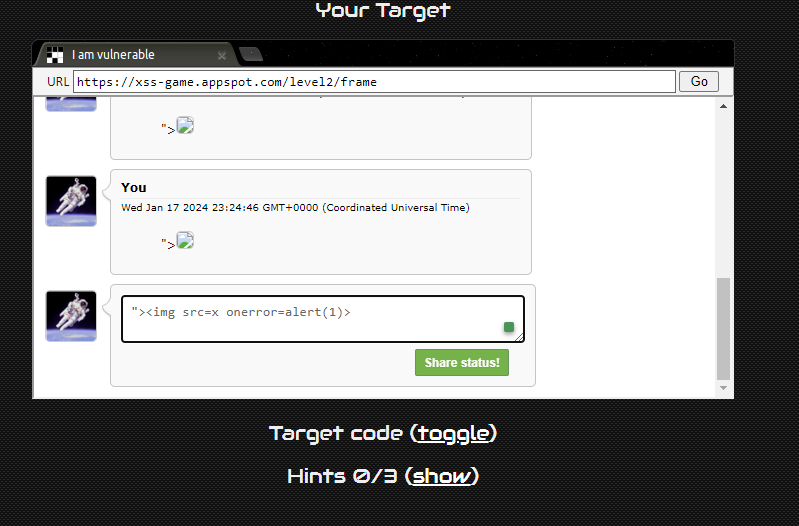 Your Target
I am vulnerable
URL https://xss-game.appspot.com/level2/frame Go
">
You
Wed Jan 17 2024 23:24:46 GMT+0000 (Coordinated Universal Time)
">
"><img src=x onerror=alert(1)>
Share status!
Target code (toggle)
Hints 0/3 (show)